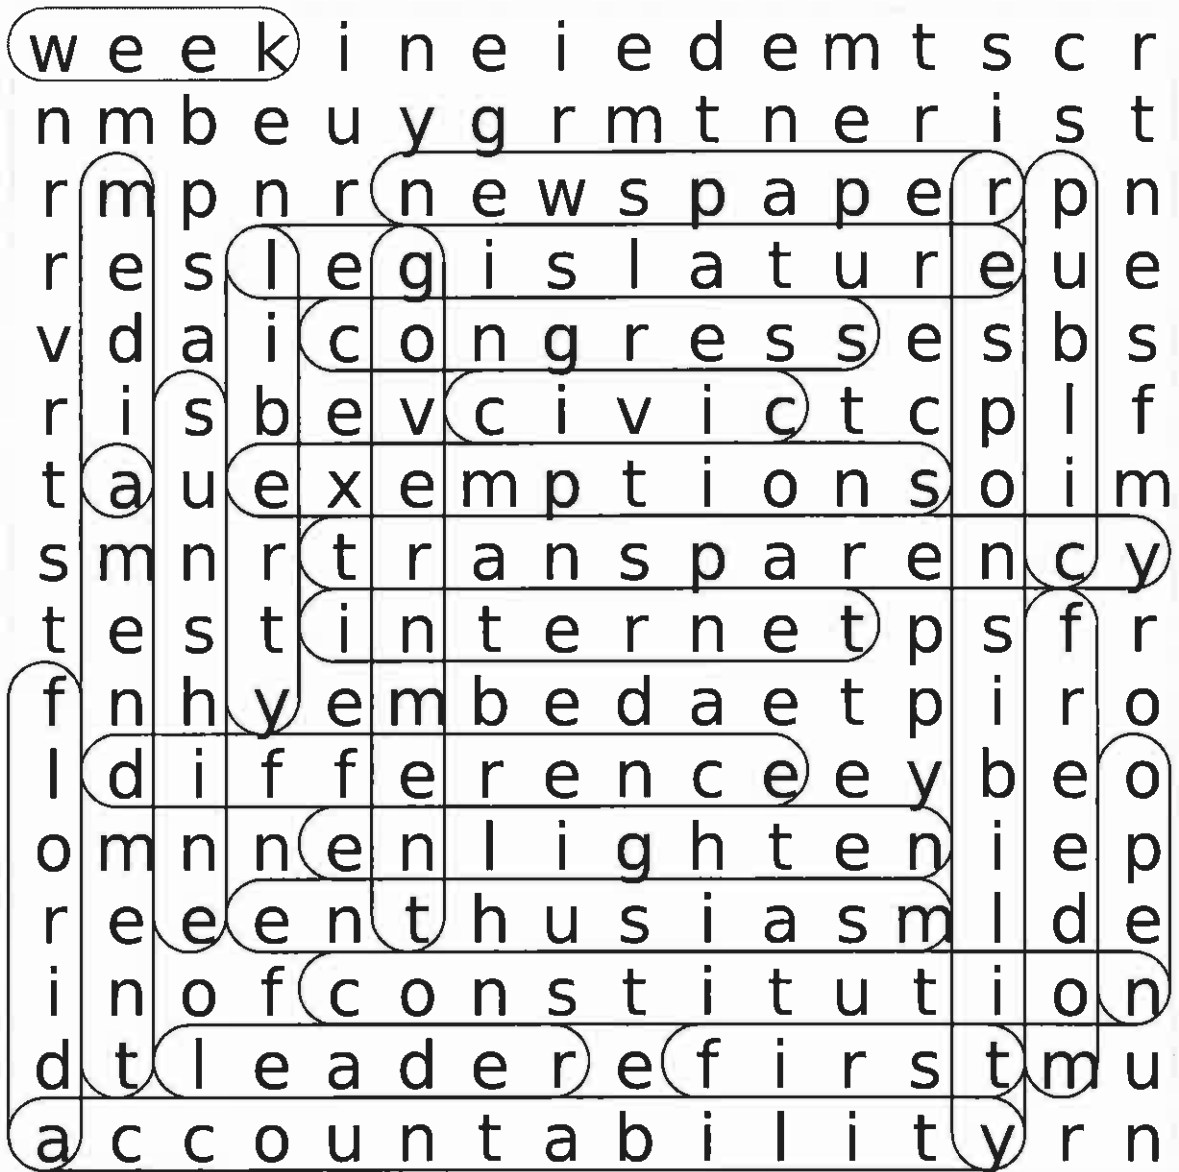 w e e k i n e i e d e m t s c r
n m b e u y g r m t n e r i s t
r m p n r n e w s p a p e r p n
r e s l e g i s l a t u r e u e
v d a i c o n g r e s s e s b s
r i s b e v c i v i c t c p l f
t a u e x e m p t i o n s o i m
s m n r t r a n s p a r e n c y
t e s t i n t e r n e t p s f r
f n h y e m b e d a e t p i r o
l d i f f e r e n c e e y b e o
o m n n e n l i g h t e n i e p
r e e e n t h u s i a s m l d e
i n o f c o n s t i t u t i o n
d t l e a d e r e f i r s t m u
a c c o u n t a b i l i t y r n